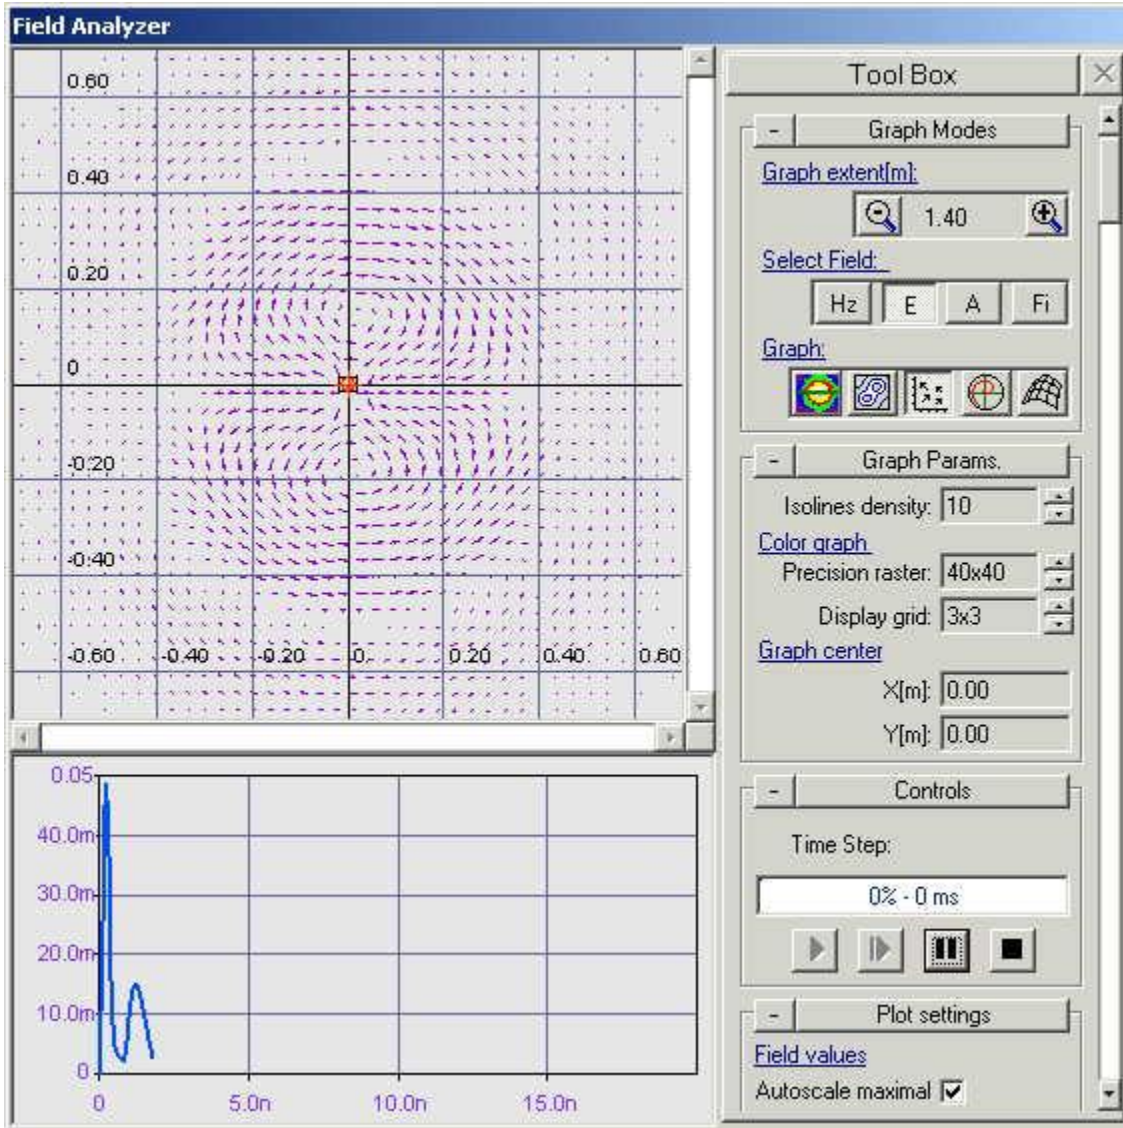 Field Analyzer
0.60
0.40
0.20
0
-0.20
-0.40
-0.60 -0.40 -0.20 0 0.20 0.40 0.60
0.05
40.0m
30.0m
20.0m
10.0m
0
0 5.0n 10.0n 15.0n
Tool Box
Graph Modes
Graph extent[m]:
1.40
Select Field:
Hz E A Fi
Graph:
Graph Params.
Isolines density: 10
Color graph
Precision raster: 40x40
Display grid: 3x3
Graph center
X[m]: 0.00
Y[m]: 0.00
Controls
Time Step:
0% - 0 ms
Plot settings
Field values
Autoscale maximal